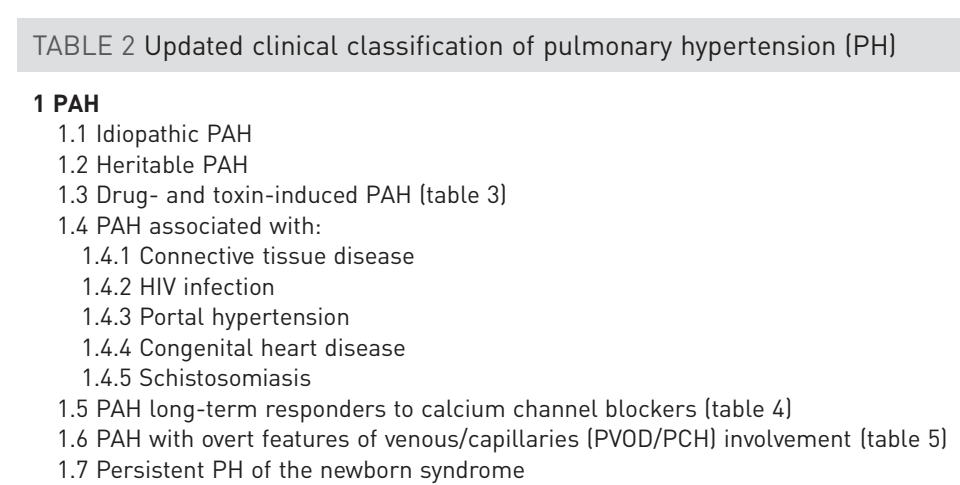 TABLE 2 Updated clinical classification of pulmonary hypertension (PH)
1 PAH
1.1 Idiopathic PAH
1.2 Heritable PAH
1.3 Drug- and toxin-induced PAH (table 3)
1.4 PAH associated with:
1.4.1 Connective tissue disease
1.4.2 HIV infection
1.4.3 Portal hypertension
1.4.4 Congenital heart disease
1.4.5 Schistosomiasis
1.5 PAH long-term responders to calcium channel blockers (table 4)
1.6 PAH with overt features of venous/capillaries (PVOD/PCH) involvement (table 5)
1.7 Persistent PH of the newborn syndrome